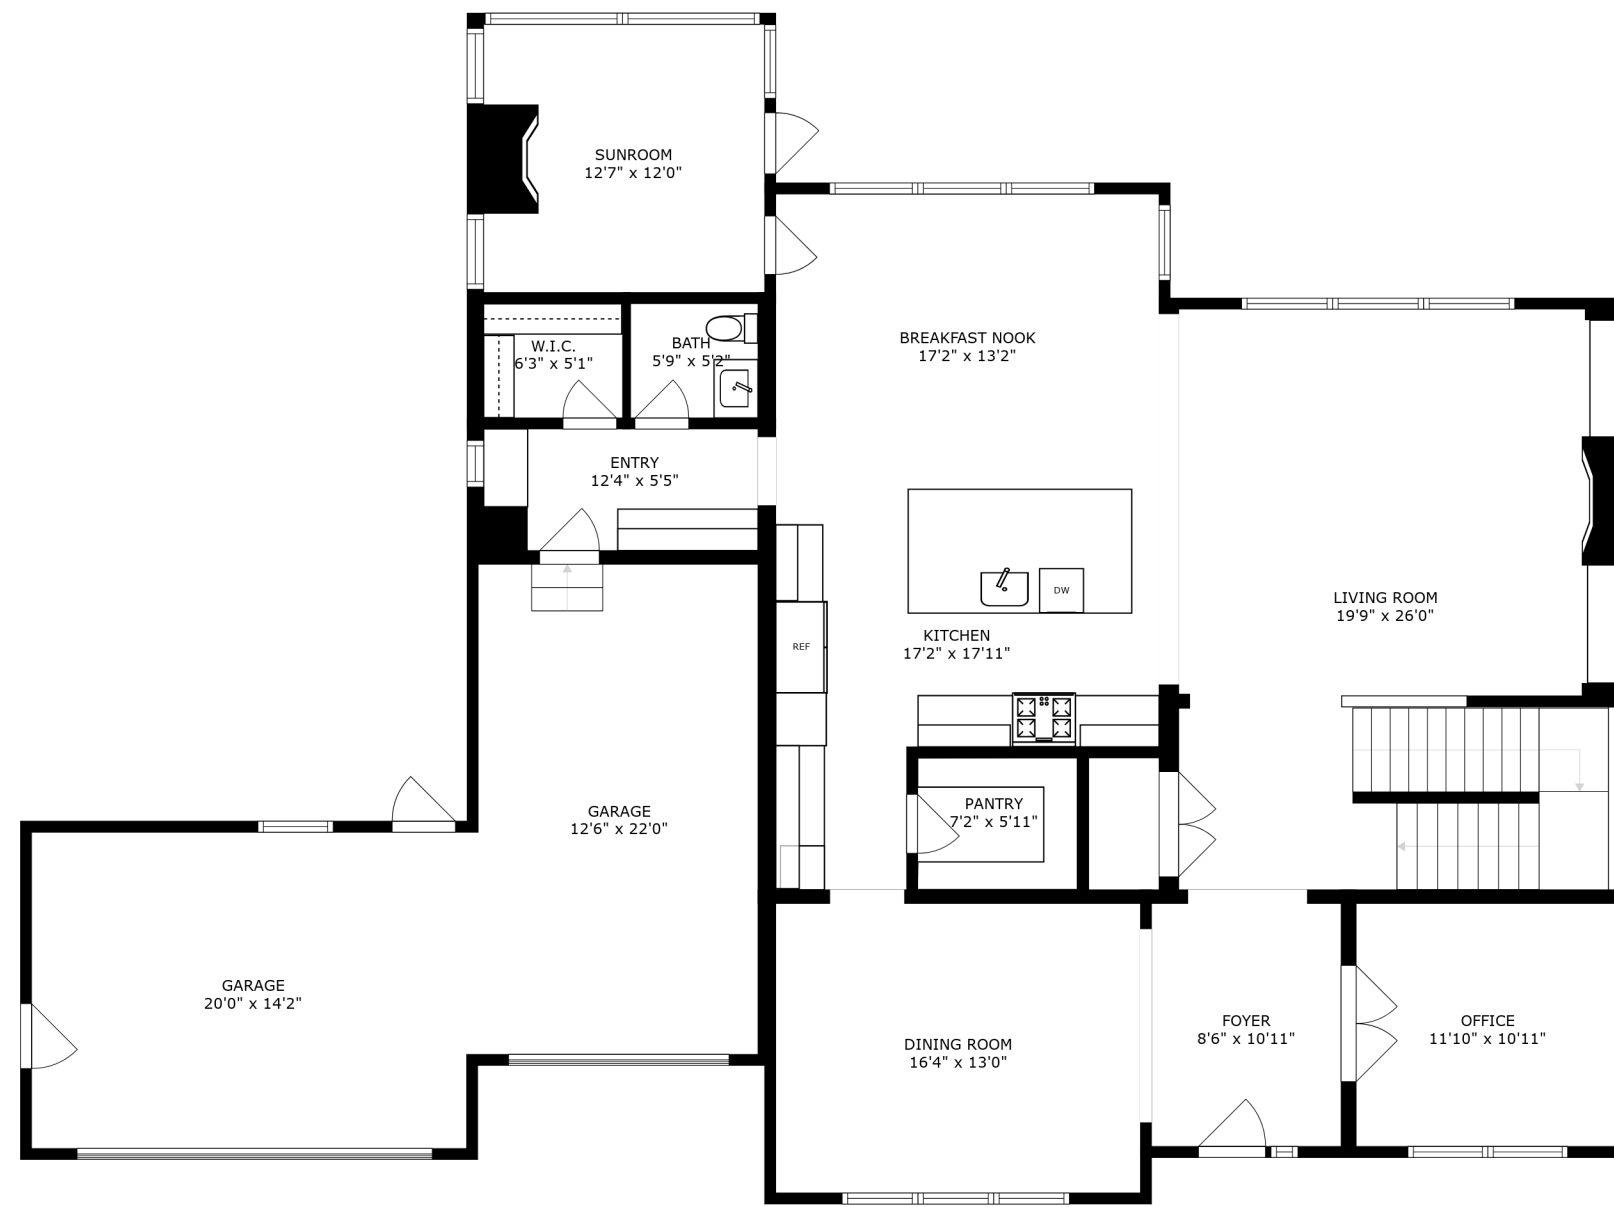 SUNROOM
12'7" x 12'0"
BREAKFAST NOOK
17'2" x 13'2"
W.I.C.
6'3" x 5'1"
BATH
5'9" x 5'2"
ENTRY
12'4" x 5'5"
DW
LIVING ROOM
19'9" x 26'0"
KITCHEN
17'2" x 17'11"
REF
GARAGE
12'6" x 22'0"
PANTRY
7'2" x 5'11"
GARAGE
20'0" x 14'2"
DINING ROOM
16'4" x 13'0"
FOYER
8'6" x 10'11"
OFFICE
11'10" x 10'11"